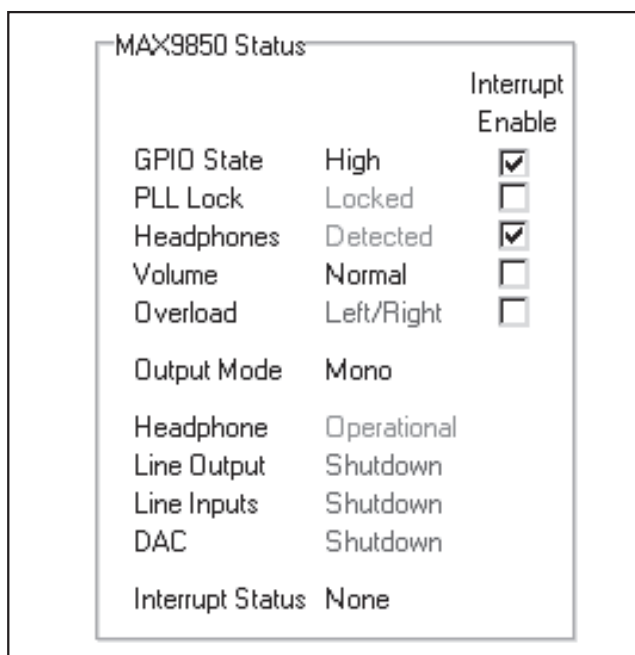 MAX9850 Status
Interrupt
Enable
GPIO State High
PLL Lock Locked
Headphones Detected
Volume Normal
Overload Left/Right
Output Mode Mono
Headphone Operational
Line Output Shutdown
Line Inputs Shutdown
DAC Shutdown
Interrupt Status None